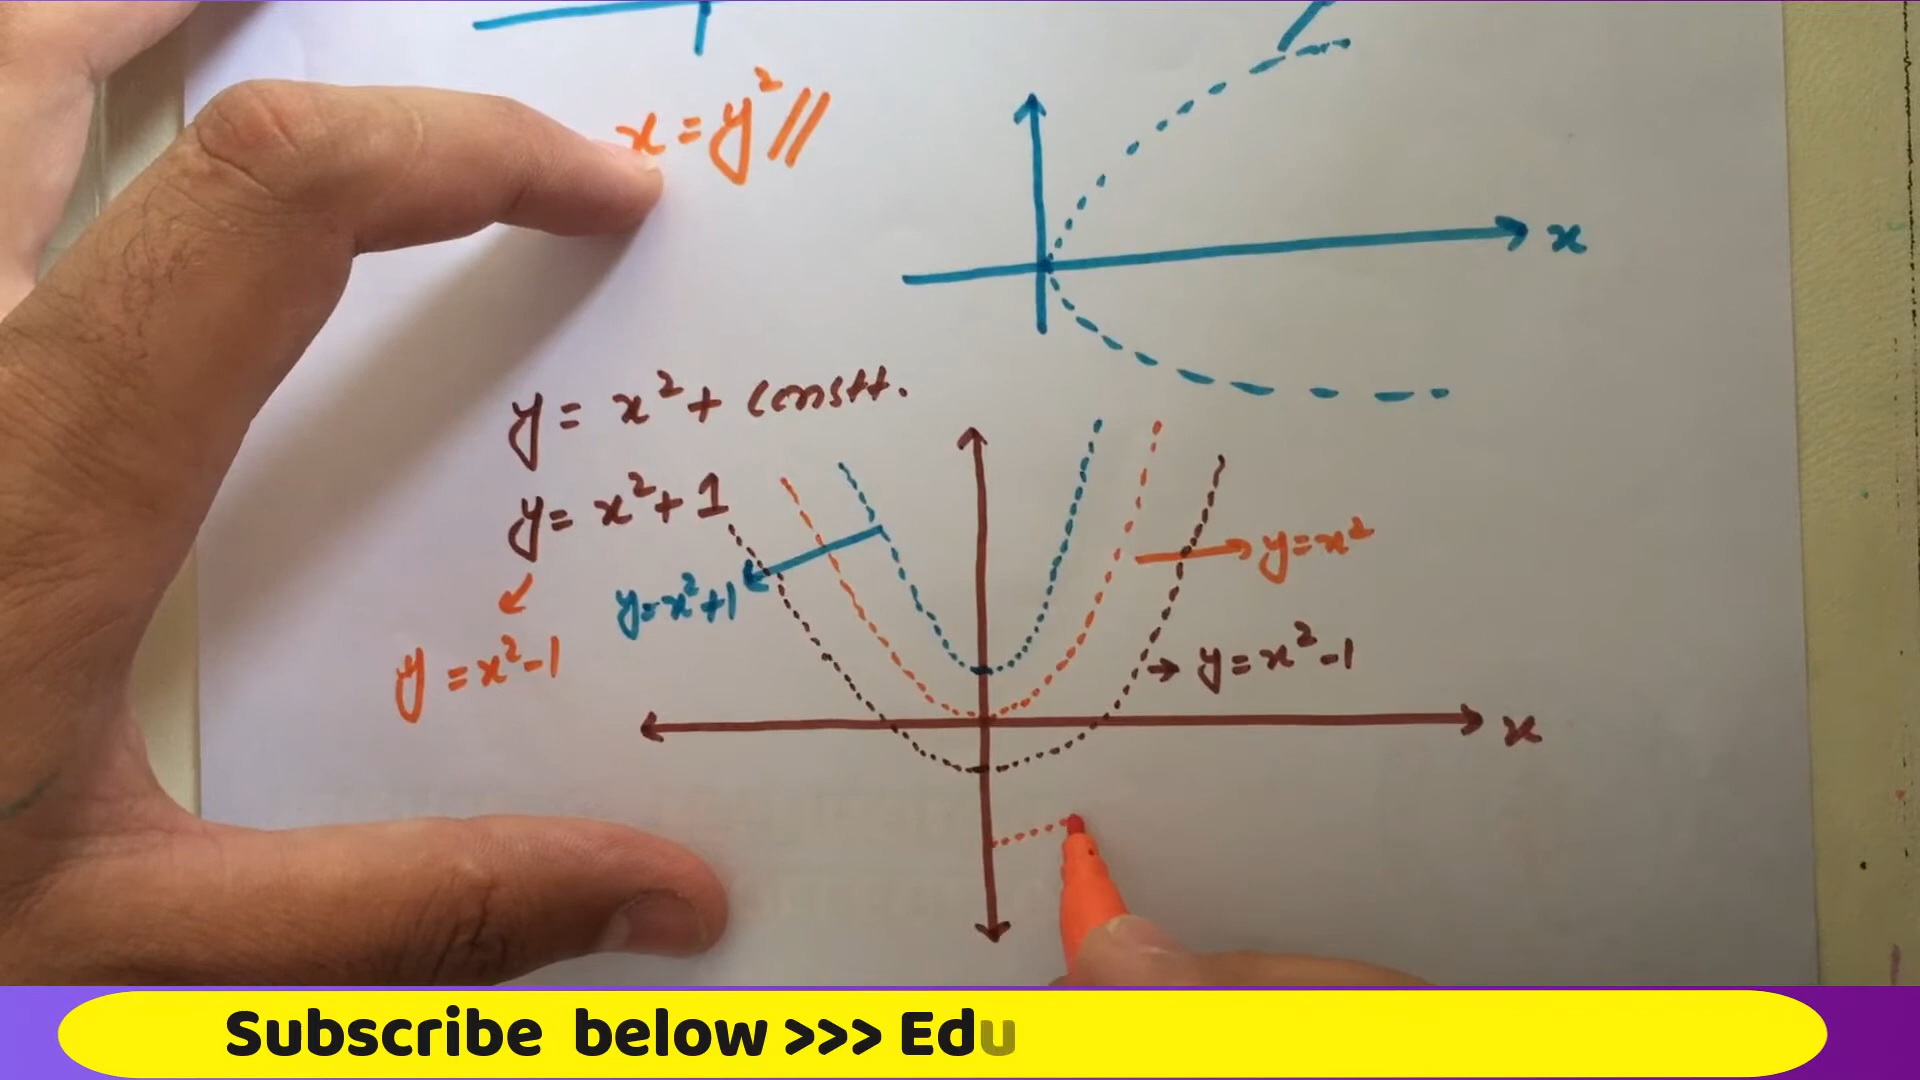 x = y² //
x
y = x² + constt.
y = x² + 1
y = x² - 1
y = x² + 1
y = x²
y = x² - 1
x
Subscribe below >>> Edu